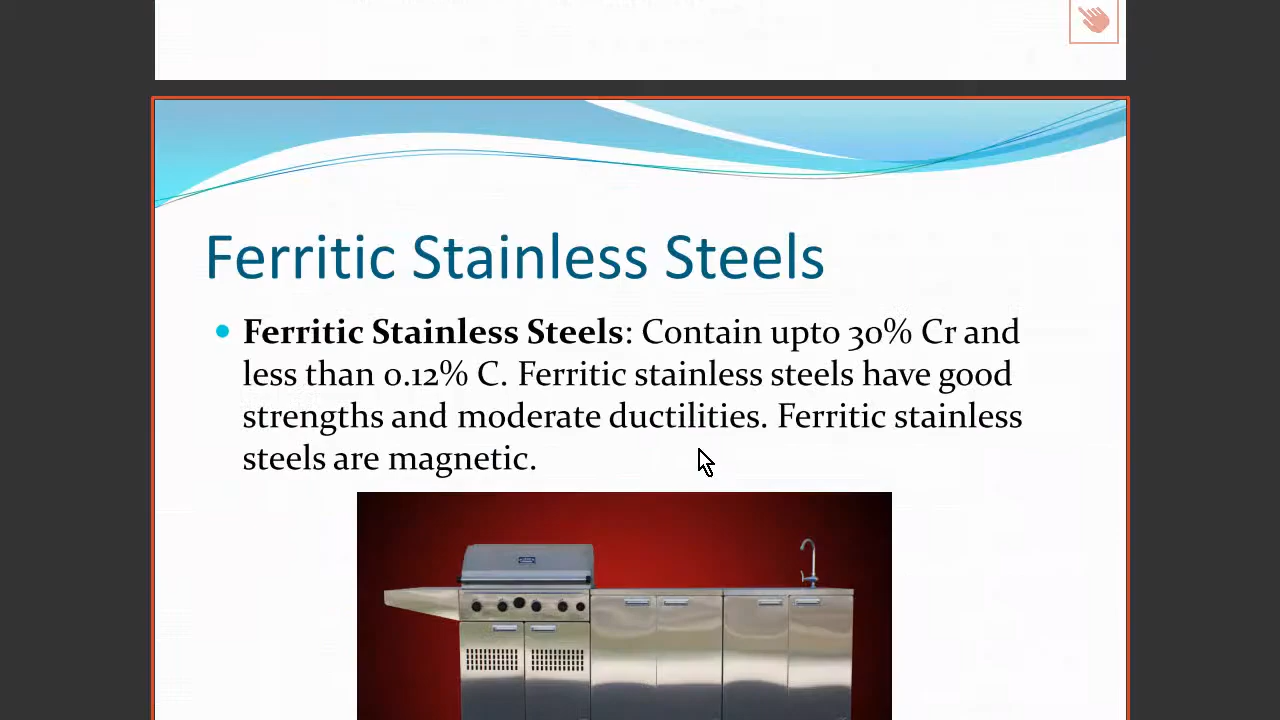 Ferritic Stainless Steels
Ferritic Stainless Steels: Contain upto 30% Cr and
less than 0.12% C. Ferritic stainless steels have good
strengths and moderate ductilities. Ferritic stainless
steels are magnetic.